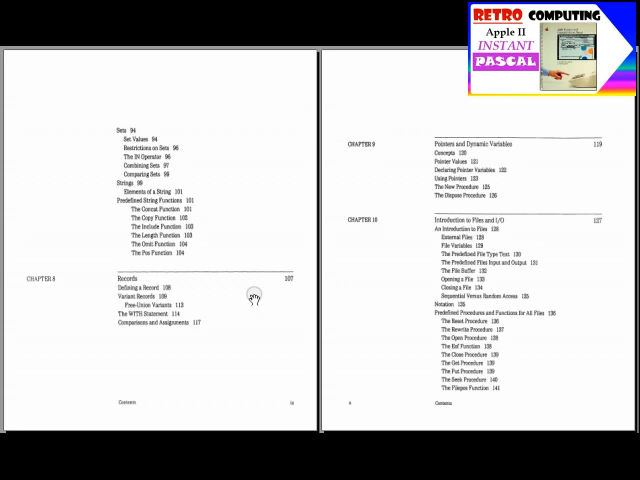 RETRO COMPUTING
Apple II
INSTANT
PASCAL
Sets 94
Set Values 94
Restrictions on Sets 96
The IN Operator 96
Combining Sets 97
Comparing Sets 99
Strings 99
Elements of a String 101
Predefined String Functions 101
The Concat Function 101
The Copy Function 102
The Include Function 103
The Length Function 103
The Omit Function 104
The Pos Function 104
CHAPTER 8 Records 107
Defining a Record 108
Variant Records 109
Free-Union Variants 113
The WITH Statement 114
Comparisons and Assignments 117
Contents
CHAPTER 9 Pointers and Dynamic Variables 119
Concepts 120
Pointer Values 121
Declaring Pointer Variables 122
Using Pointers 123
The New Procedure 125
The Dispose Procedure 126
CHAPTER 10 Introduction to Files and I/O 127
An Introduction to Files 128
External Files 128
File Variables 129
The Predefined File Type Text 130
The Predefined Files Input and Output 131
The File Buffer 132
Opening a File 133
Closing a File 134
Sequential Versus Random Access 135
Notation 135
Predefined Procedures and Functions for All Files 136
The Reset Procedure 136
The Rewrite Procedure 137
The Open Procedure 138
The Eof Function 138
The Close Procedure 139
The Get Procedure 139
The Put Procedure 139
The Seek Procedure 140
The Filepos Function 141
Contents